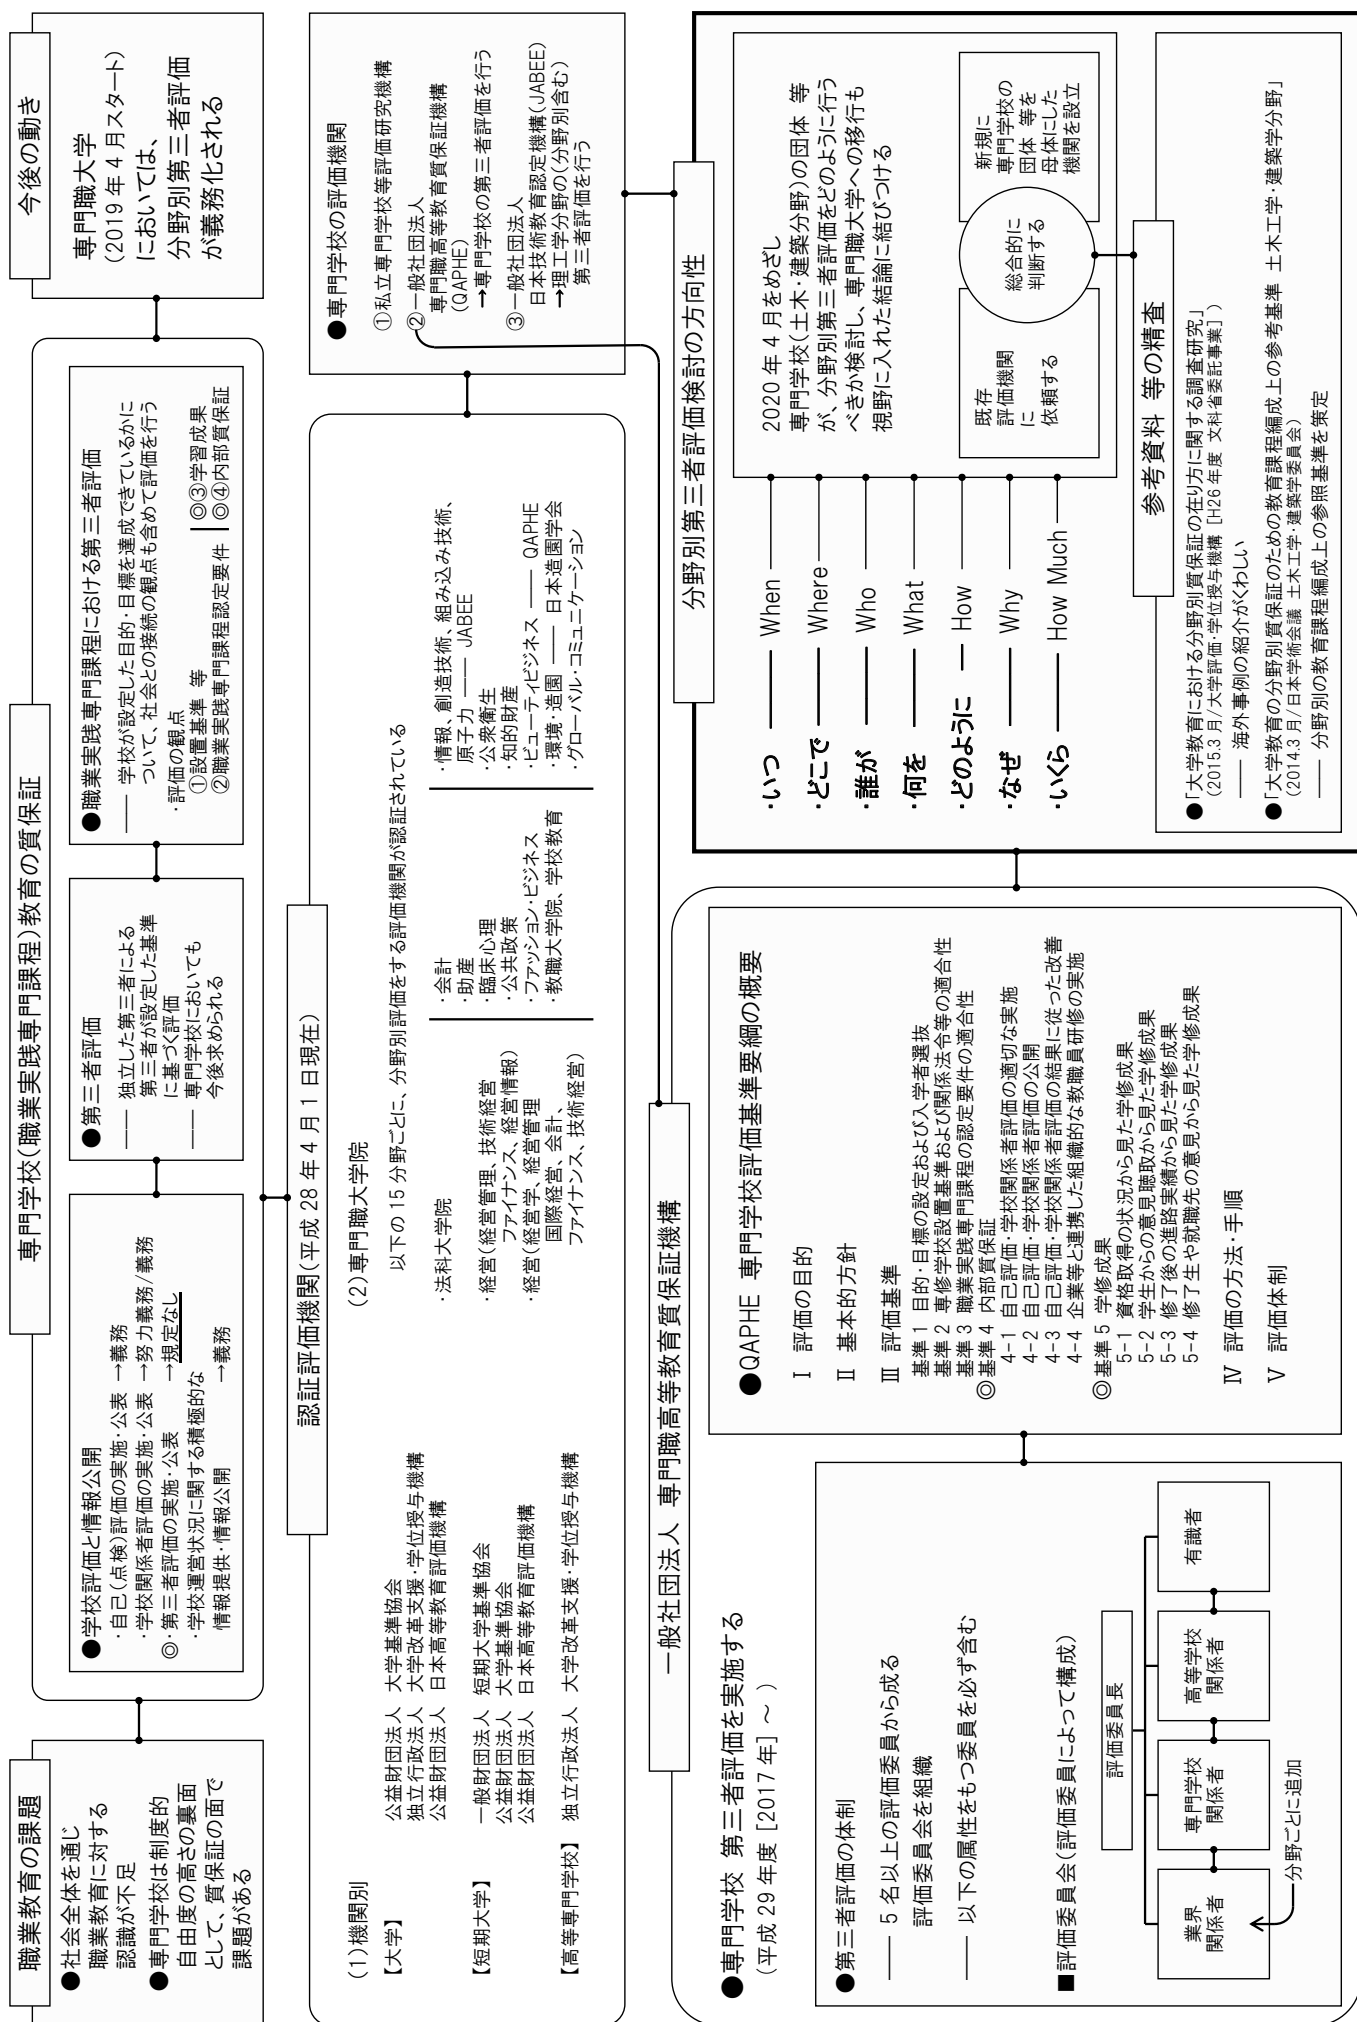 職業教育の課題
●社会全体を通じ
職業教育に対する
認識が不足
●専門学校は制度的
自由度の高さの裏面
として、質保証の面で
課題がある
専門学校(職業実践専門課程)教育の質保証
●学校評価と情報公開
・自己(点検)評価の実施・公表 →義務
・学校関係者評価の実施・公表 →努力義務/義務
◎・第三者評価の実施・公表 →規定なし
・学校運営状況に関する積極的な
情報提供・情報公開 →義務
●第三者評価
―― 独立した第三者による
第三者が設定した基準
に基づく評価
―― 専門学校においても
今後求められる
●職業実践専門課程における第三者評価
―― 学校が設定した目的・目標を達成できているかに
ついて、社会との接続の観点も含めて評価を行う
・評価の観点
①設置基準 等 ◎③学習成果
②職業実践専門課程認定要件 ◎④内部質保証
今後の動き
専門職大学
(2019年4月スタート)
においては、
分野別第三者評価
が義務化される
認証評価機関(平成28年4月1日現在)
(1)機関別
【大学】 公益財団法人 大学基準協会
独立行政法人 大学改革支援・学位授与機構
公益財団法人 日本高等教育評価機構
【短期大学】 一般財団法人 短期大学基準協会
公益財団法人 大学基準協会
公益財団法人 日本高等教育評価機構
【高等専門学校】 独立行政法人 大学改革支援・学位授与機構
(2)専門職大学院
以下の15分野ごとに、分野別評価をする評価機関が認証されている
・法科大学院
・経営(経営管理、技術経営
ファイナンス、経営情報)
・経営(経営学、経営管理
国際経営、会計、
ファイナンス、技術経営)
・会計
・助産
・臨床心理
・公共政策
・ファッション・ビジネス
・教職大学院、学校教育
・情報、創造技術、組み込み技術、
原子力 ―― JABEE
・公衆衛生
・知的財産
・ビューティビジネス ―― QAPHE
・環境・造園 ―― 日本造園学会
・グローバル・コミュニケーション
●専門学校の評価機関
①私立専門学校等評価研究機構
②一般社団法人
専門職高等教育質保証機構
(QAPHE)
→専門学校の第三者評価を行う
③一般社団法人
日本技術教育認定機構(JABEE)
→理工学分野の(分野別含む)
第三者評価を行う
一般社団法人 専門職高等教育質保証機構
●専門学校 第三者評価を実施する
(平成29年度 [2017年] ～ )
●第三者評価の体制
―― 5名以上の評価委員から成る
評価委員会を組織
―― 以下の属性をもつ委員を必ず含む
■評価委員会(評価委員によって構成)
評価委員長
業界
関係者
専門学校
関係者
高等学校
関係者
有識者
分野ごとに追加
●QAPHE 専門学校評価基準要綱の概要
Ⅰ 評価の目的
Ⅱ 基本的方針
Ⅲ 評価基準
基準1 目的・目標の設定および入学者選抜
基準2 専修学校設置基準および関係法令等の適合性
基準3 職業実践専門課程の認定要件の適合性
◎基準4 内部質保証
4-1 自己評価・学校関係者評価の適切な実施
4-2 自己評価・学校関係者評価の公開
4-3 自己評価・学校関係者評価の結果に従った改善
4-4 企業等と連携した組織的な教職員研修の実施
◎基準5 学修成果
5-1 資格取得の状況から見た学修成果
5-2 学生からの意見聴取から見た学修成果
5-3 修了後の進路実績から見た学修成果
5-4 修了生や就職先の意見から見た学修成果
Ⅳ 評価の方法・手順
Ⅴ 評価体制
分野別第三者評価検討の方向性
・いつ ―― When
・どこで ―― Where
・誰が ―― Who
・何を ―― What
・どのように ― How
・なぜ ―― Why
・いくら ―― How Much
2020年4月をめざし
専門学校(土木・建築分野)の団体 等
が、分野別第三者評価をどのように行う
べきか検討し、専門職大学への移行も
視野に入れた結論に結びつける
既存
評価機関
に
依頼する
総合的に
判断する
新規に
専門学校の
団体 等を
母体にした
機関を設立
参考資料 等の精査
●「大学教育における分野別質保証の在り方に関する調査研究」
(2015.3月/大学評価・学位授与機構 [H26年度 文科省委託事業])
―― 海外事例の紹介がくわしい
●「大学教育の分野別質保証のための教育課程編成上の参考基準 土木工学・建築学分野」
(2014.3月/日本学術会議 土木工学・建築学委員会)
―― 分野別の教育課程編成上の参照基準を策定